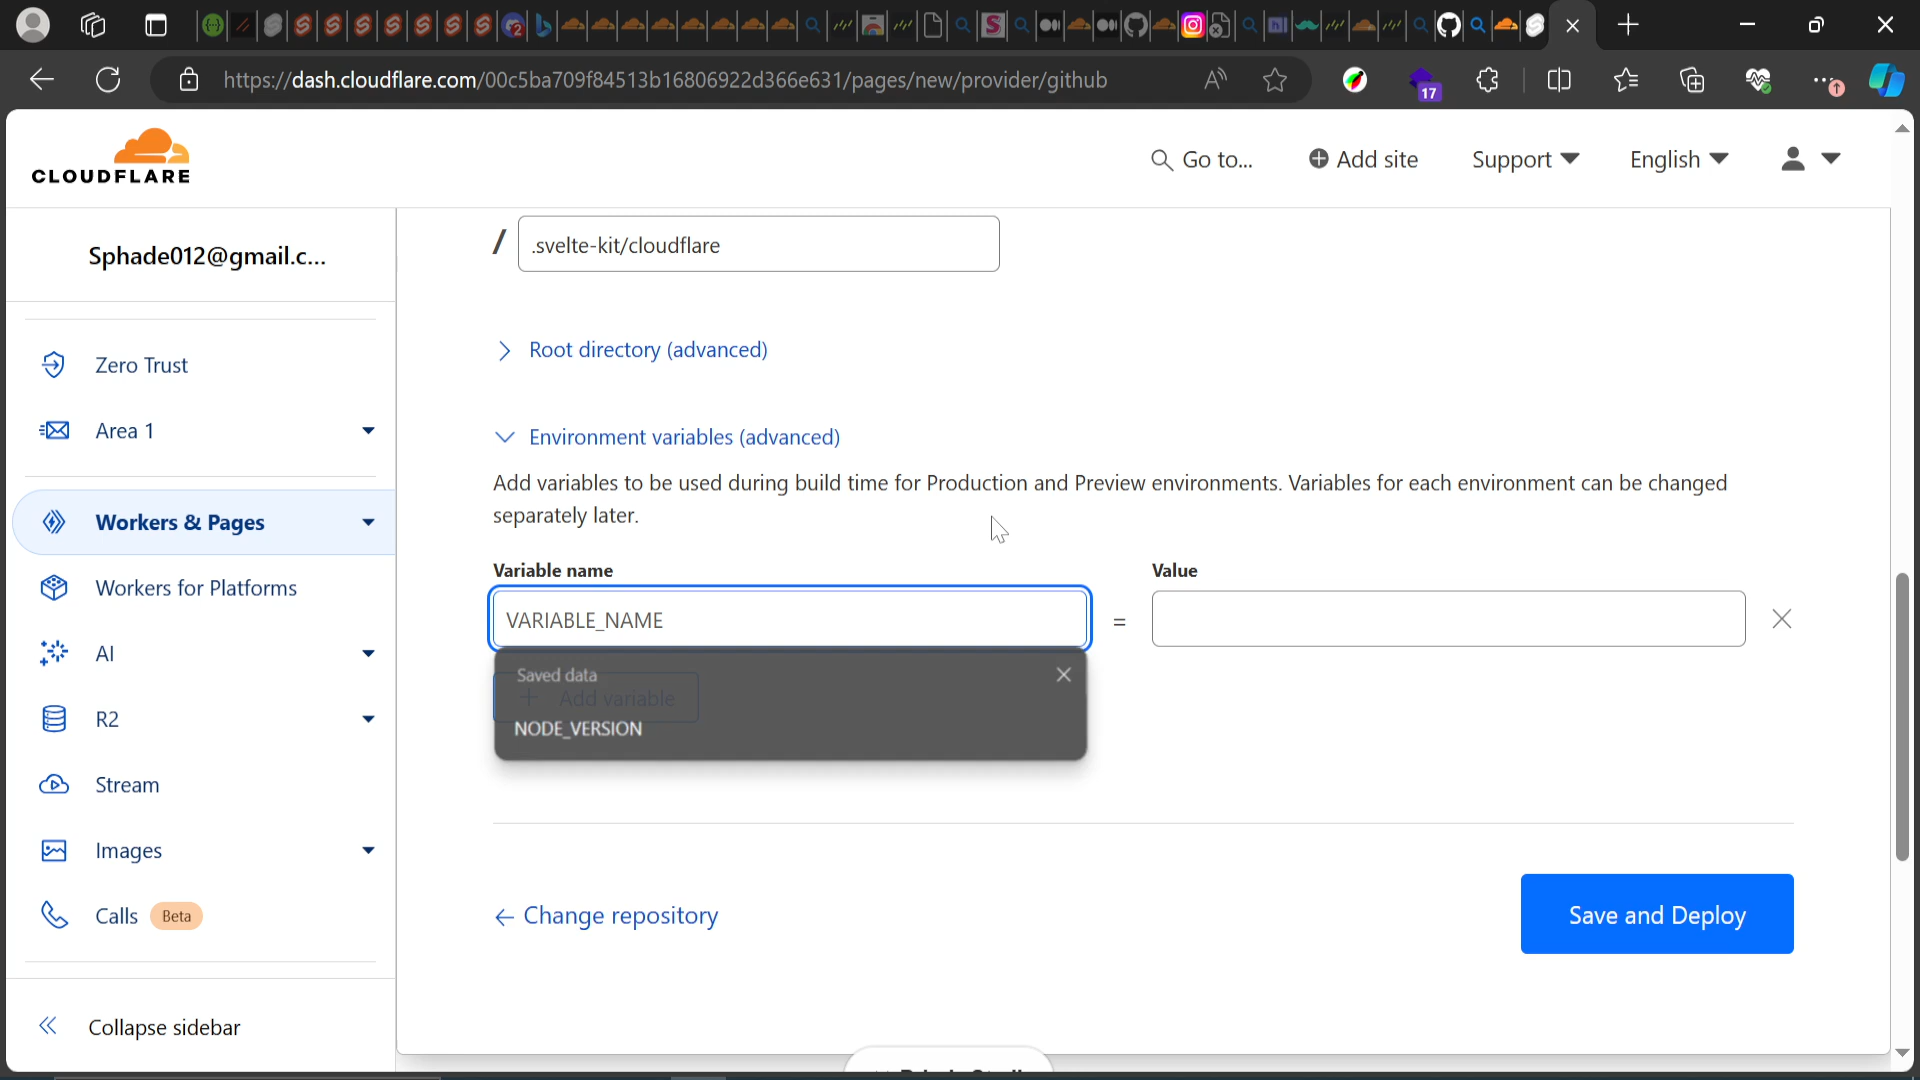 https://dash.cloudflare.com/00c5ba709f84513b16806922d366e631/pages/new/provider/github
17
CLOUDFLARE
Go to...
Add site
Support
English
Sphade012@gmail.c...
Zero Trust
Area 1
Workers & Pages
Workers for Platforms
AI
R2
Stream
Images
Calls Beta
Collapse sidebar
/ .svelte-kit/cloudflare
Root directory (advanced)
Environment variables (advanced)
Add variables to be used during build time for Production and Preview environments. Variables for each environment can be changed
separately later.
Variable name
Value
VARIABLE_NAME
=
Saved data
+ Add variable
NODE_VERSION
Change repository
Save and Deploy